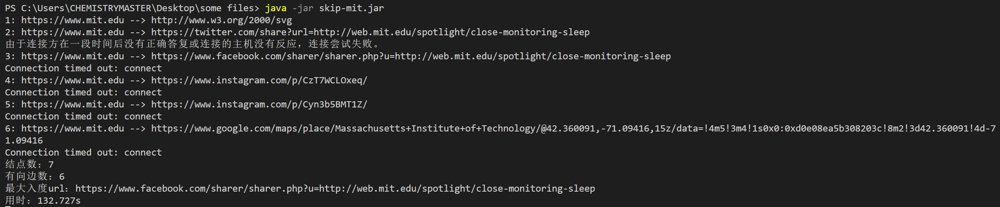 PS C:\Users\CHEMISTRYMASTER\Desktop\some files> java -jar skip-mit.jar
1: https://www.mit.edu --> http://www.w3.org/2000/svg
2: https://www.mit.edu --> https://twitter.com/share?url=http://web.mit.edu/spotlight/close-monitoring-sleep
由于连接方在一段时间后没有正确答复或连接的主机没有反应，连接尝试失败。
3: https://www.mit.edu --> https://www.facebook.com/sharer/sharer.php?u=http://web.mit.edu/spotlight/close-monitoring-sleep
Connection timed out: connect
4: https://www.mit.edu --> https://www.instagram.com/p/CzT7WCLOxeq/
Connection timed out: connect
5: https://www.mit.edu --> https://www.instagram.com/p/Cyn3b5BMT1Z/
Connection timed out: connect
6: https://www.mit.edu --> https://www.google.com/maps/place/Massachusetts+Institute+of+Technology/@42.360091,-71.09416,15z/data=!4m5!3m4!1s0x0:0xd0e08ea5b308203c!8m2!3d42.360091!4d-7
1.09416
Connection timed out: connect
结点数：7
有向边数：6
最大入度url：https://www.facebook.com/sharer/sharer.php?u=http://web.mit.edu/spotlight/close-monitoring-sleep
用时：132.727s